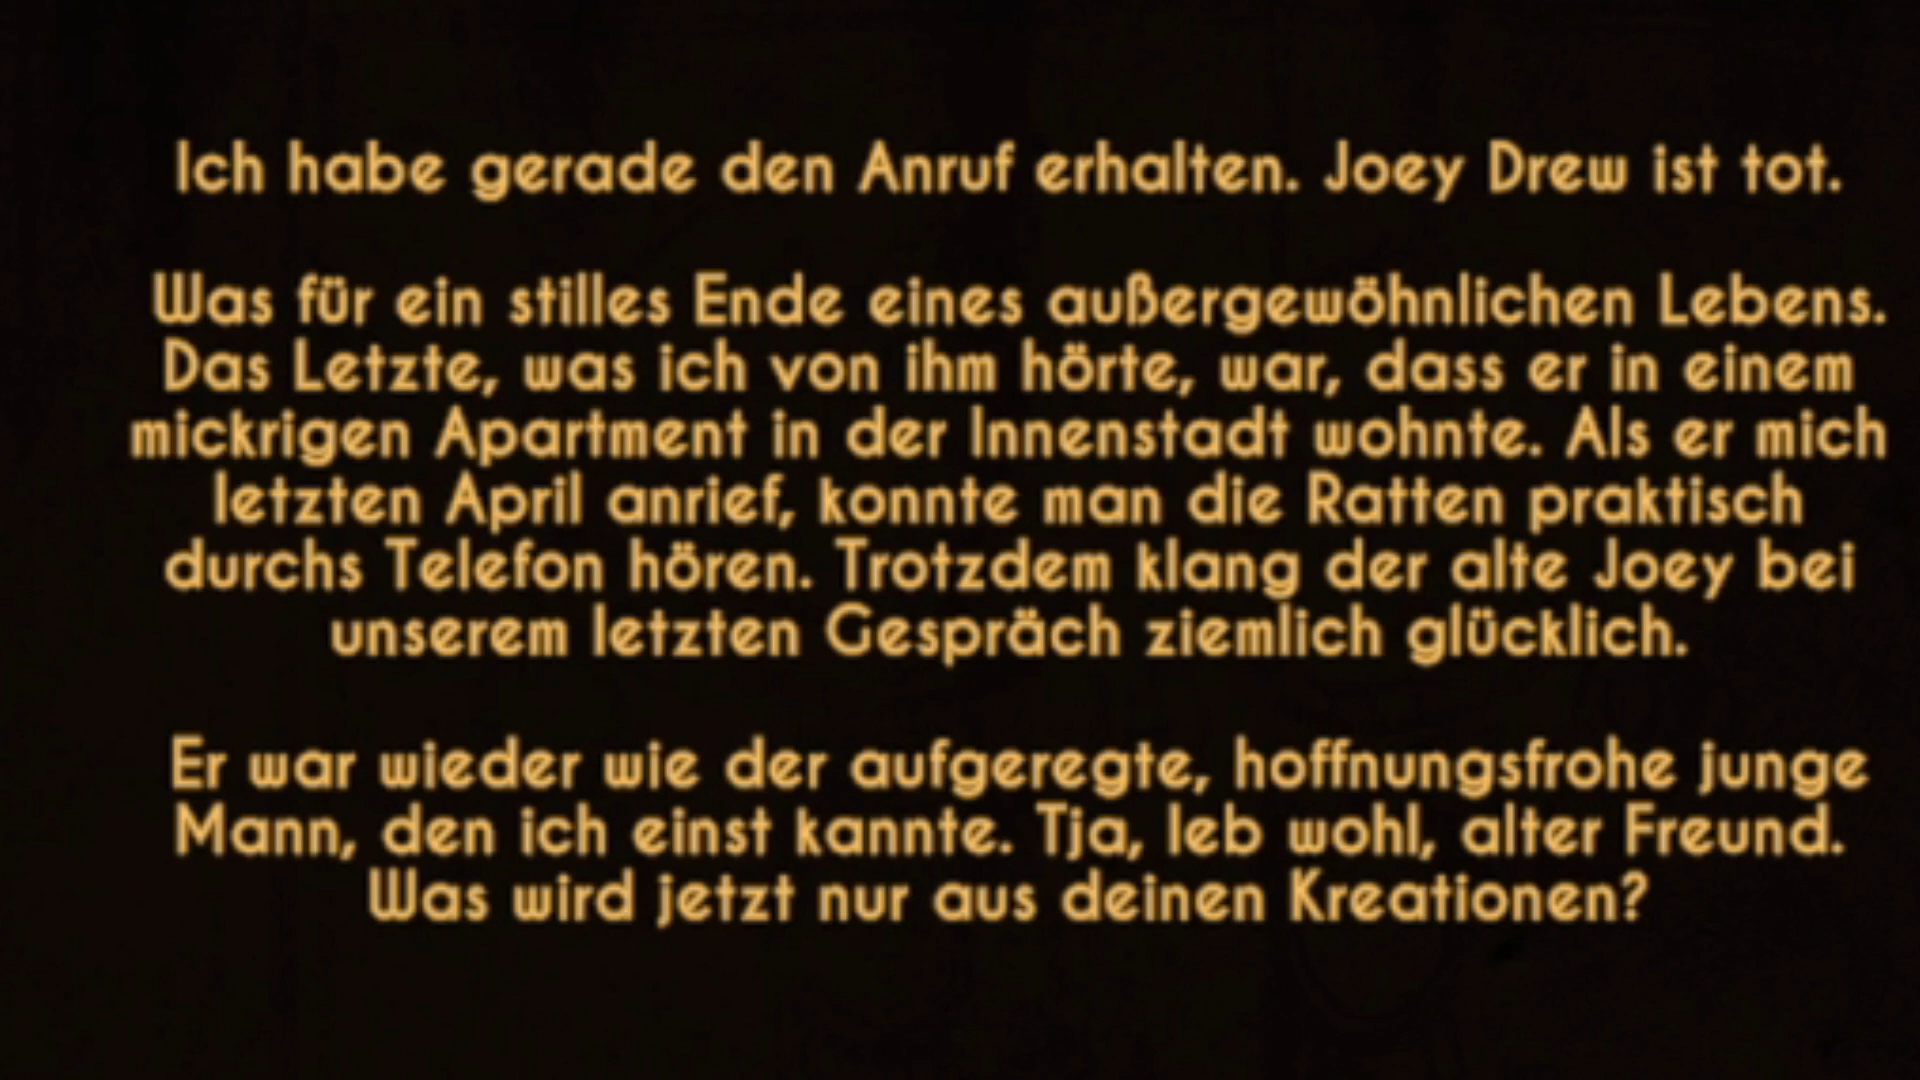 Ich habe gerade den Anruf erhalten. Joey Drew ist tot.
Was für ein stilles Ende eines außergewöhnlichen Lebens.
Das Letzte, was ich von ihm hörte, war, dass er in einem
mickrigen Apartment in der Innenstadt wohnte. Als er mich
letzten April anrief, konnte man die Ratten praktisch
durchs Telefon hören. Trotzdem klang der alte Joey bei
unserem letzten Gespräch ziemlich glücklich.
Er war wieder wie der aufgeregte, hoffnungsfrohe junge
Mann, den ich einst kannte. Tja, leb wohl, alter Freund.
Was wird jetzt nur aus deinen Kreationen?